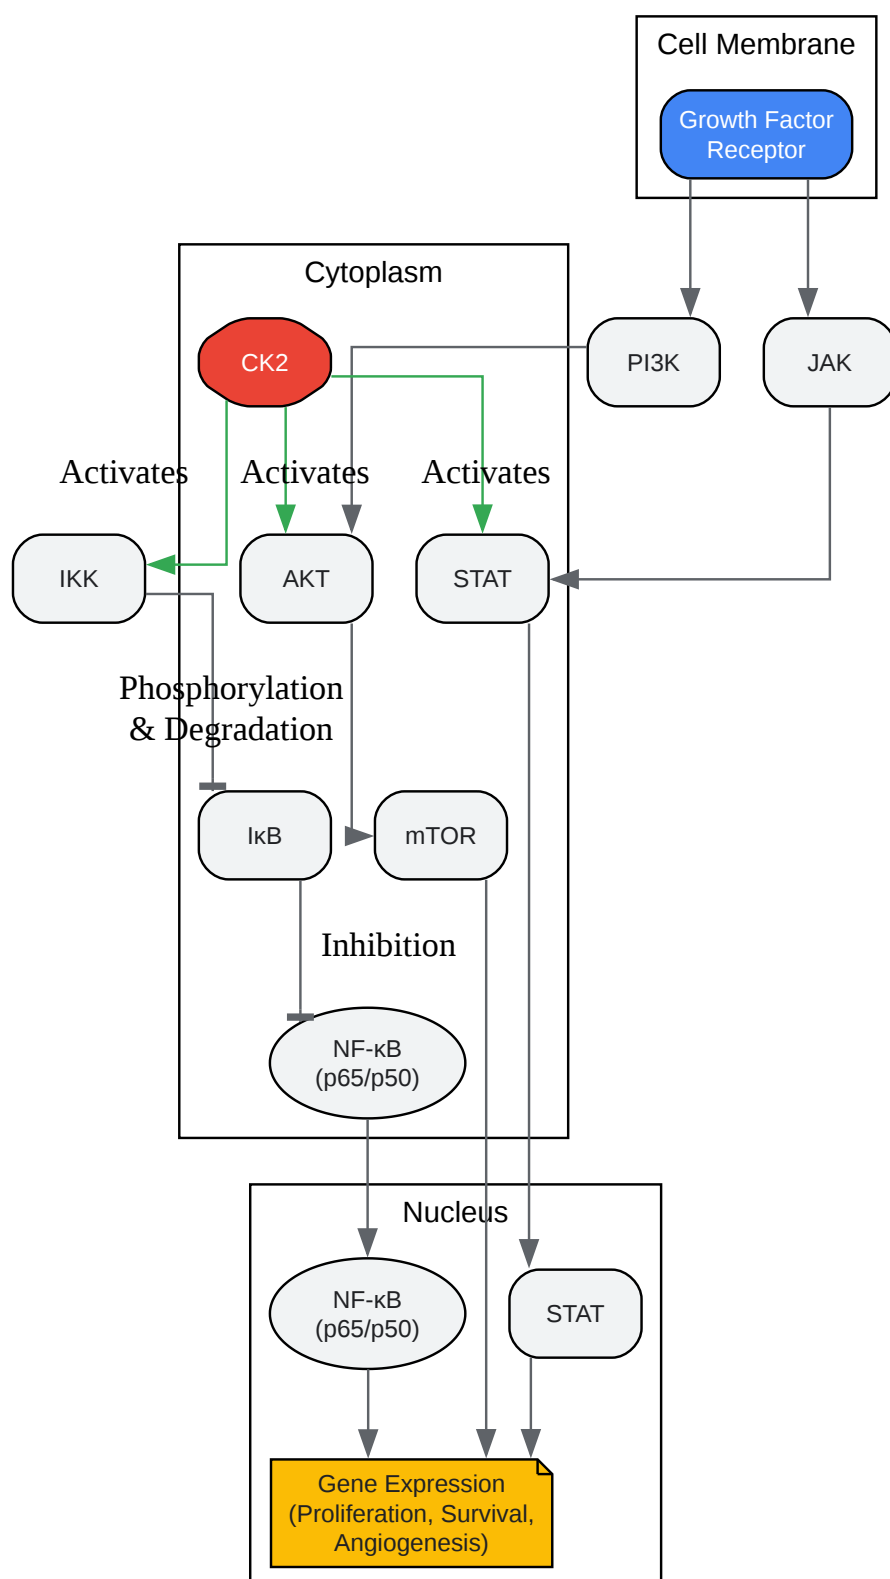 Cell Membrane
Growth Factor
Receptor
Cytoplasm
CK2
PI3K
JAK
Activates
Activates
Activates
IKK
AKT
STAT
Phosphorylation
& Degradation
IκB
mTOR
Inhibition
NF-κB
(p65/p50)
Nucleus
NF-κB
(p65/p50)
STAT
Gene Expression
(Proliferation, Survival,
Angiogenesis)